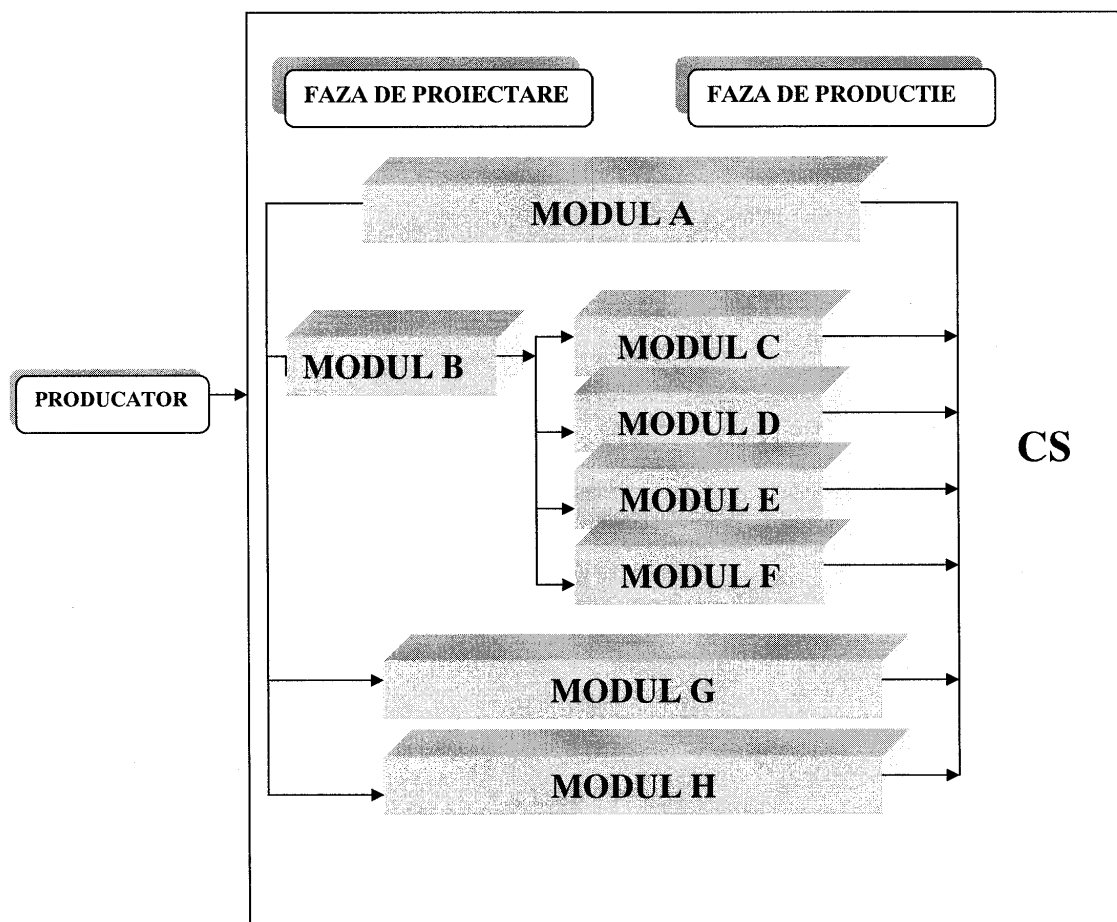 FAZA DE PROIECTARE
FAZA DE PRODUCTIE
MODUL A
MODUL B
MODUL C
PRODUCATOR
MODUL D
CS
MODUL E
MODUL F
MODUL G
MODUL H